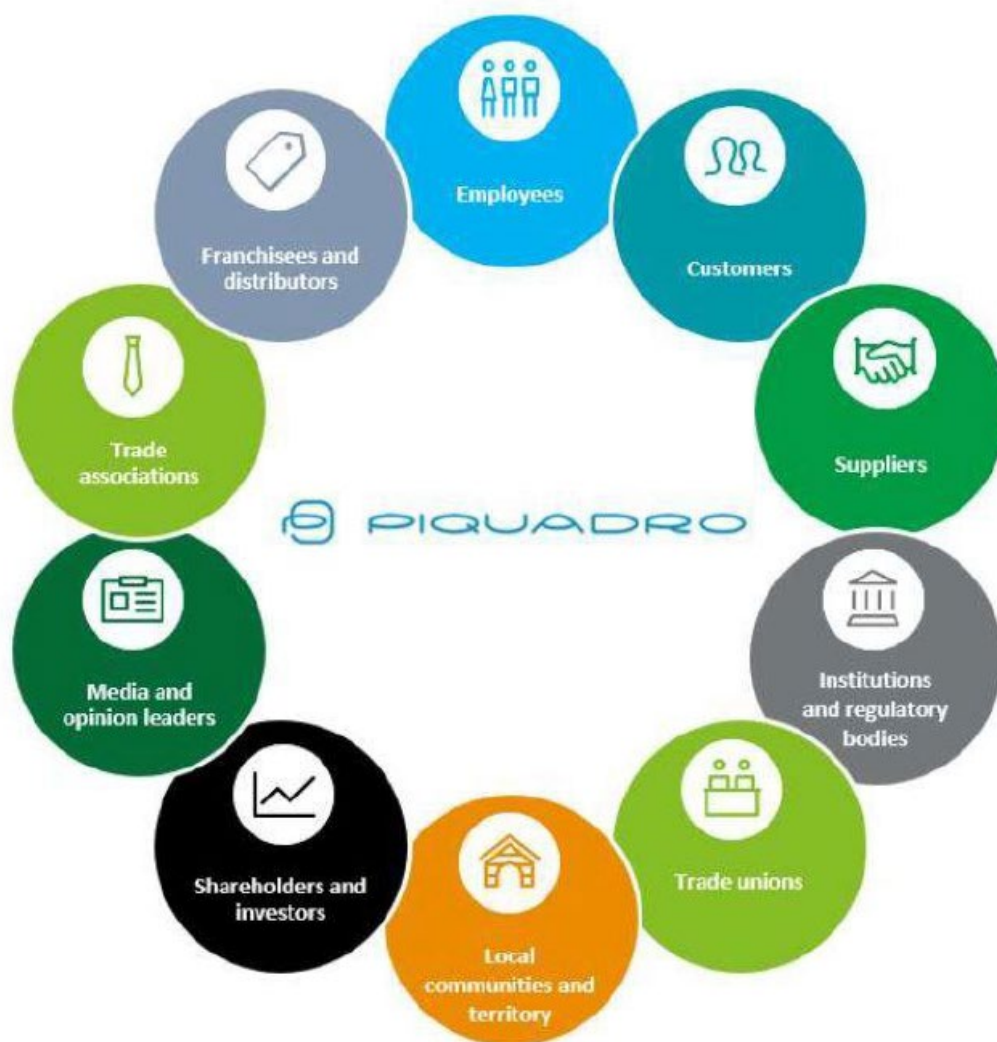 Employees
Customers
Suppliers
Institutions
and regulatory
bodies
Trade unions
Local
communities and
territory
Shareholders and
investors
Media and
opinion leaders
Trade
associations
Franchisees and
distributors
PIQUADRO